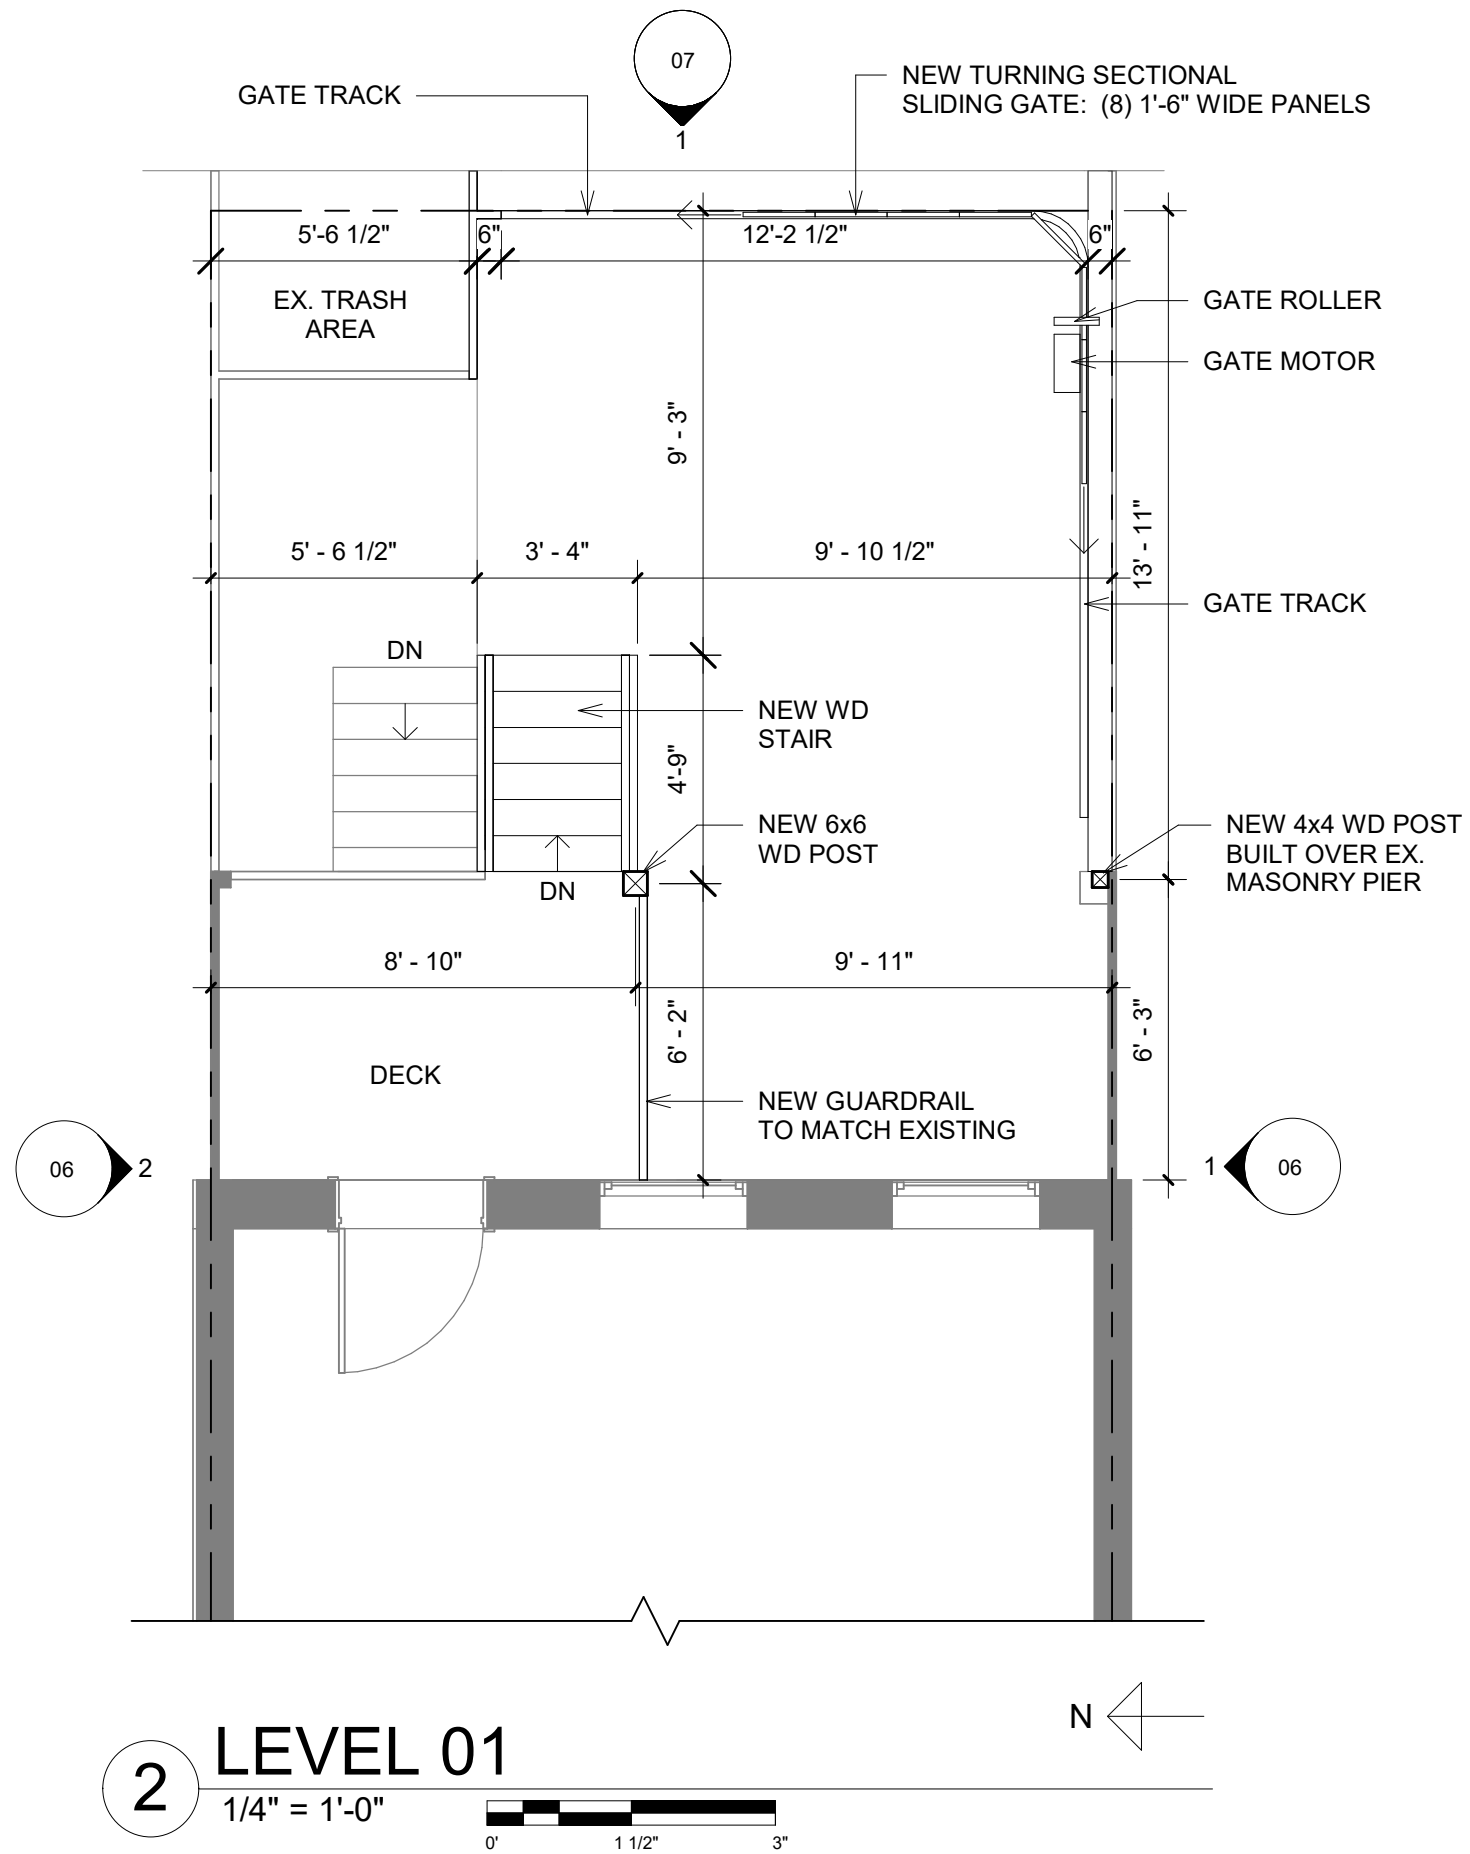 07
1
GATE TRACK
NEW TURNING SECTIONAL
SLIDING GATE: (8) 1'-6" WIDE PANELS
5'-6 1/2"
6"
12'-2 1/2"
6"
EX. TRASH
AREA
GATE ROLLER
GATE MOTOR
9' - 3"
13' - 11"
5' - 6 1/2"
3' - 4"
9' - 10 1/2"
GATE TRACK
DN
NEW WD
STAIR
4'-9"
NEW 6x6
WD POST
NEW 4x4 WD POST
BUILT OVER EX.
MASONRY PIER
DN
8' - 10"
9' - 11"
6' - 2"
6' - 3"
DECK
NEW GUARDRAIL
TO MATCH EXISTING
06
2
1
06
N
2
LEVEL 01
1/4" = 1'-0"
0'
1 1/2"
3"